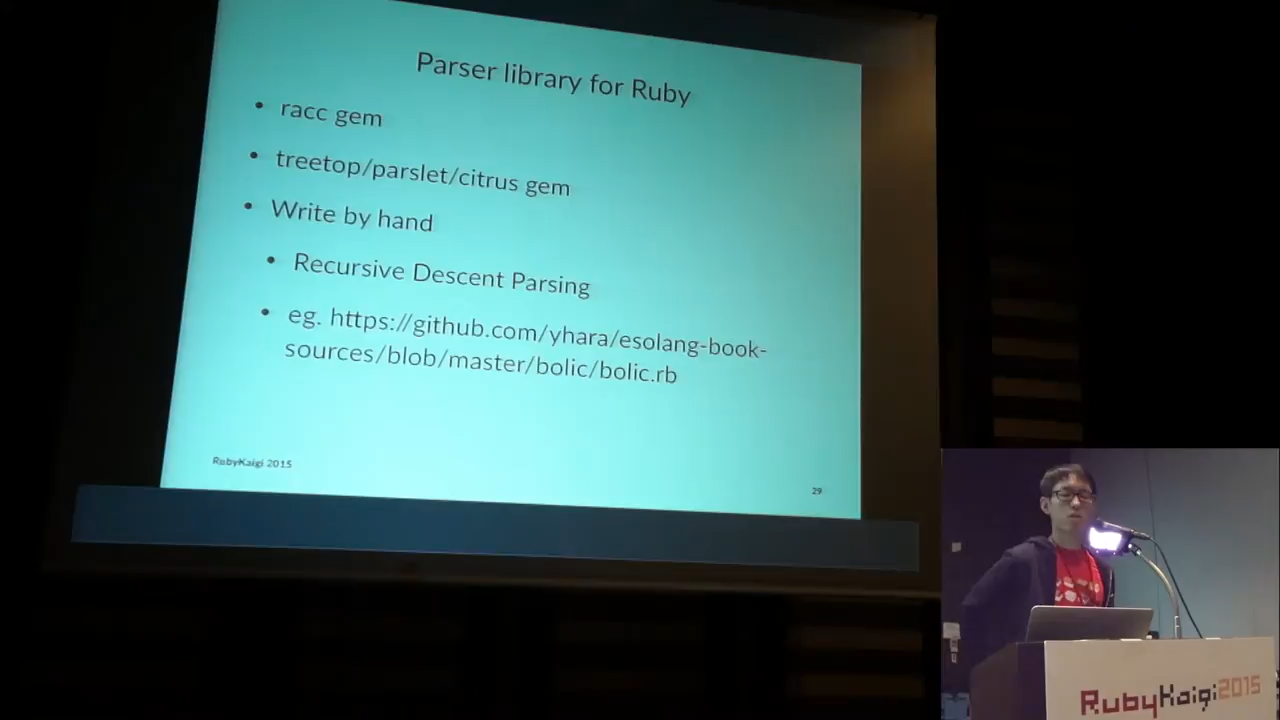 Parser library for Ruby
• racc gem
• treetop/parslet/citrus gem
• Write by hand
• Recursive Descent Parsing
• eg. https://github.com/yhara/esolang-book-
sources/blob/master/bolic/bolic.rb
RubyKaigi 2015
29
RubyKaigi2015